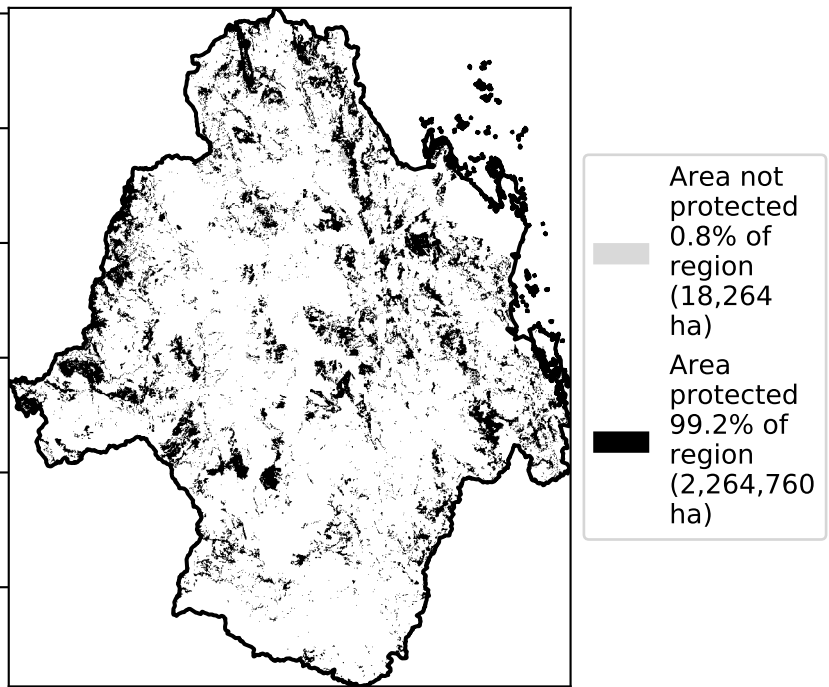 Area not
protected
0.8% of
region
(18,264
ha)
Area
protected
99.2% of
region
(2,264,760
ha)